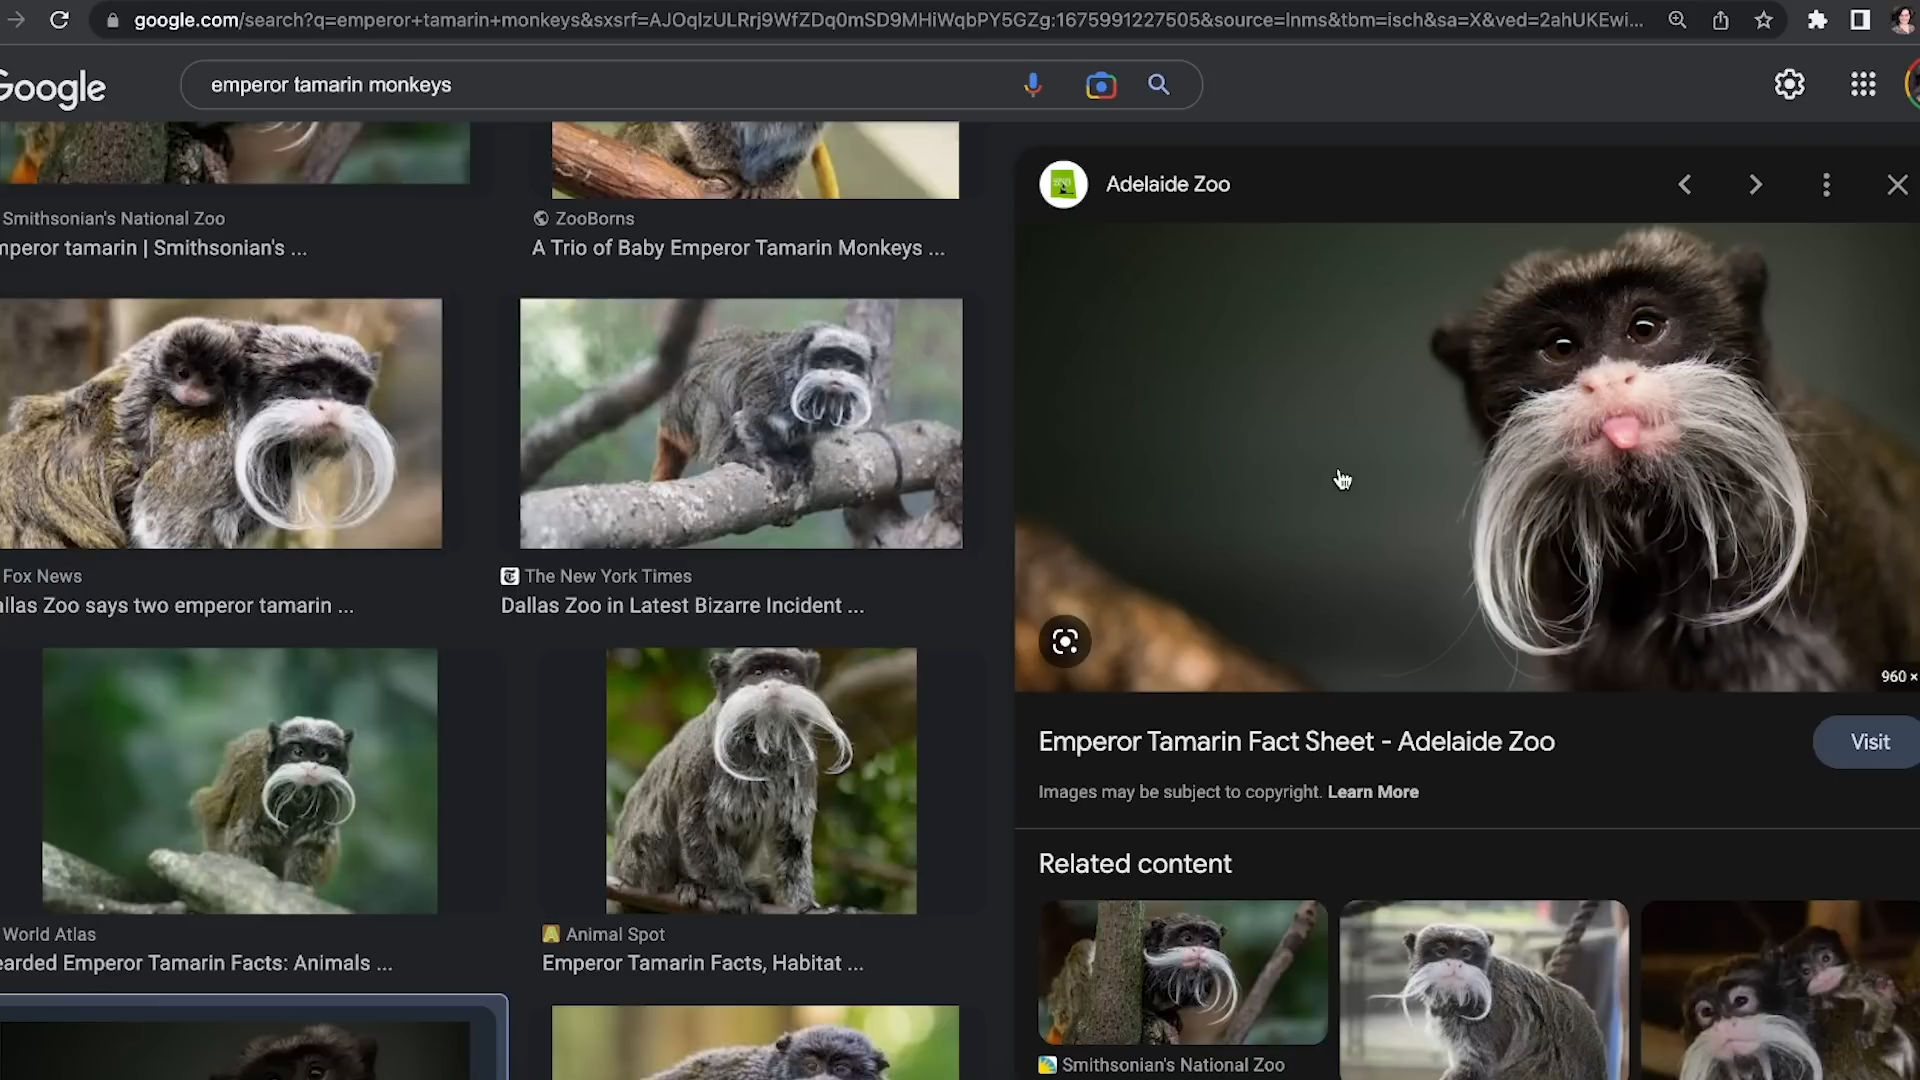 google.com/search?q=emperor+tamarin+monkeys&sxsrf=AJOqlzULRrj9WfZDq0mSD9MHiWqbPY5GZg:1675991227505&source=lnms&tbm=isch&sa=X&ved=2ahUKEwi...
Google
emperor tamarin monkeys
Smithsonian's National Zoo
mperor tamarin | Smithsonian's ...
ZooBorns
A Trio of Baby Emperor Tamarin Monkeys ...
Fox News
allas Zoo says two emperor tamarin ...
The New York Times
Dallas Zoo in Latest Bizarre Incident ...
World Atlas
earded Emperor Tamarin Facts: Animals ...
Animal Spot
Emperor Tamarin Facts, Habitat ...
Adelaide Zoo
960 ×
Emperor Tamarin Fact Sheet - Adelaide Zoo
Visit
Images may be subject to copyright. Learn More
Related content
Smithsonian's National Zoo